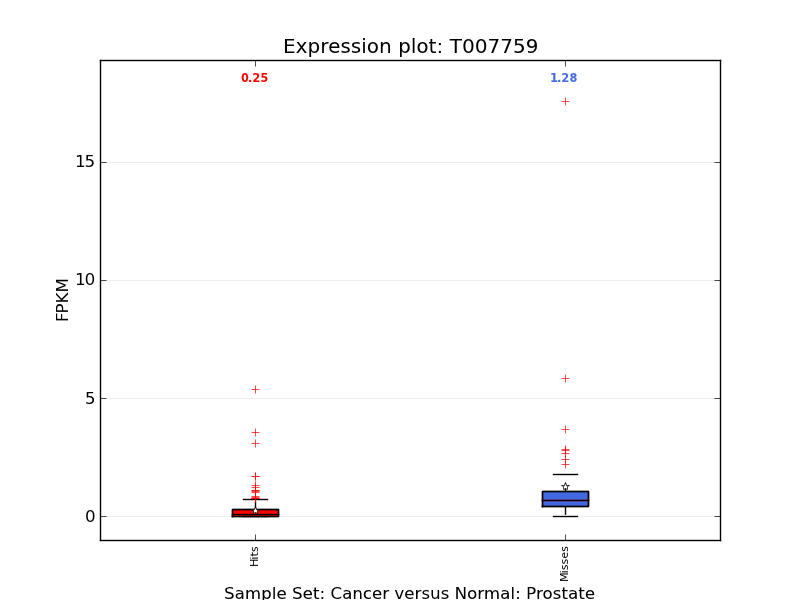 Expression plot: T007759
0.25
1.28
15
10
5
0
FPKM
Hits
Misses
Sample Set: Cancer versus Normal: Prostate